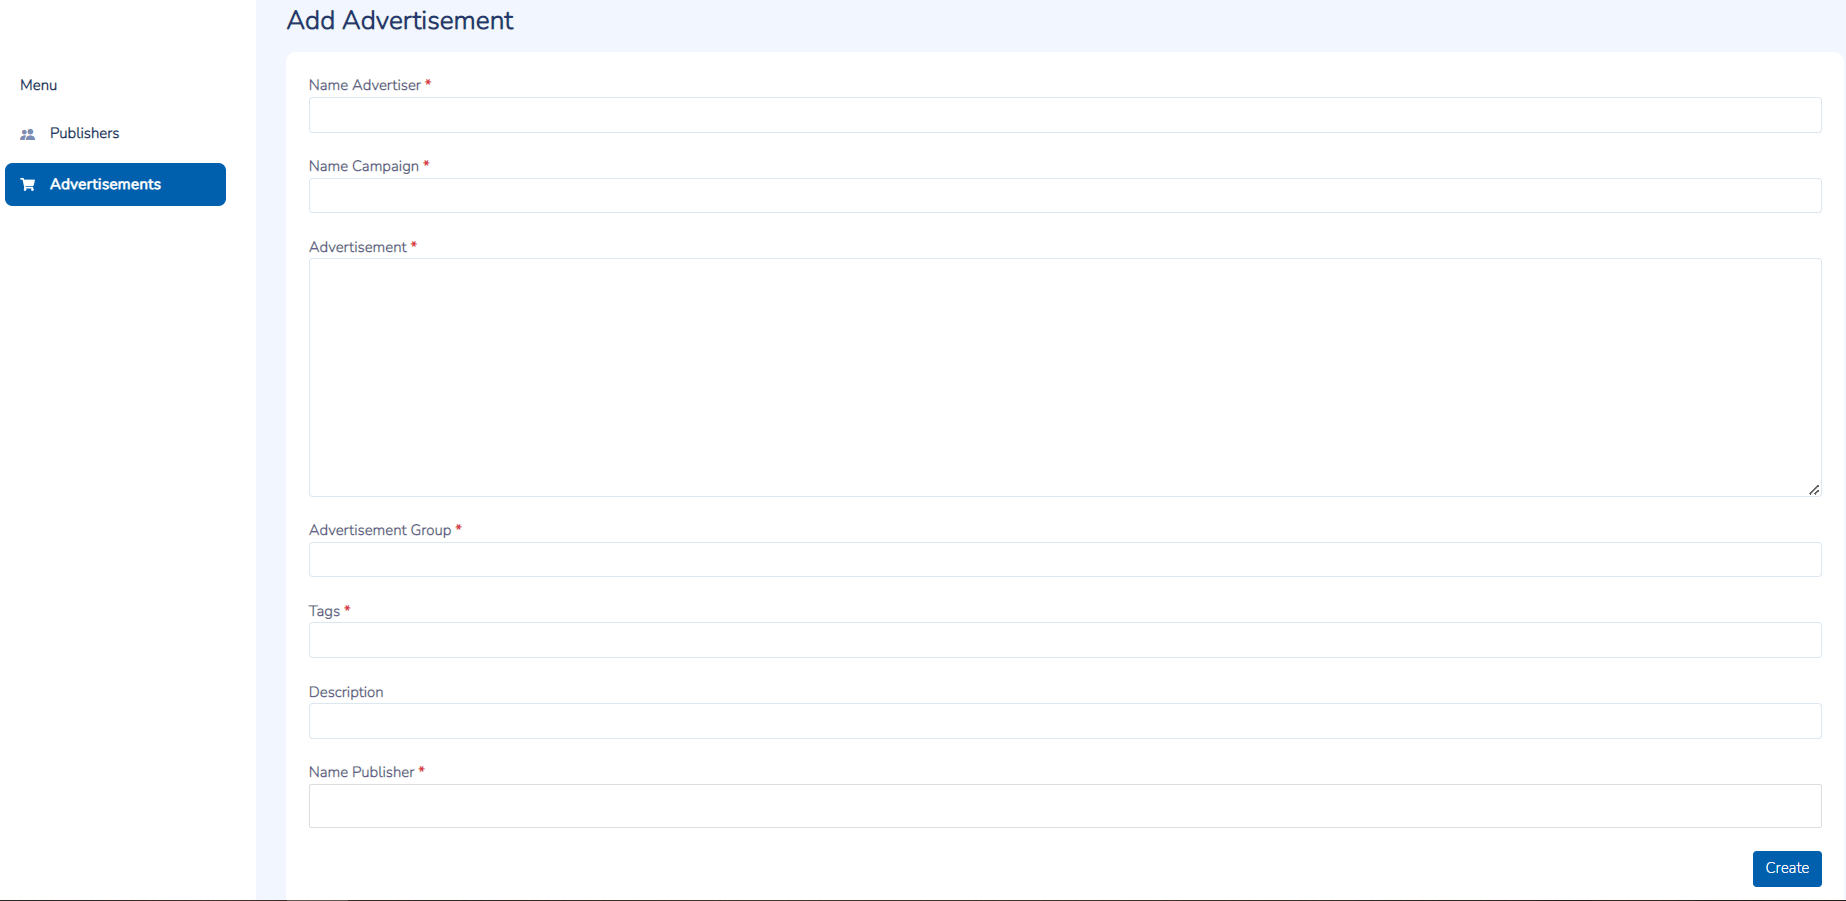 Add Advertisement
Menu
Publishers
Advertisements
Name Advertiser *
Name Campaign *
Advertisement *
Advertisement Group *
Tags *
Description
Name Publisher *
Create